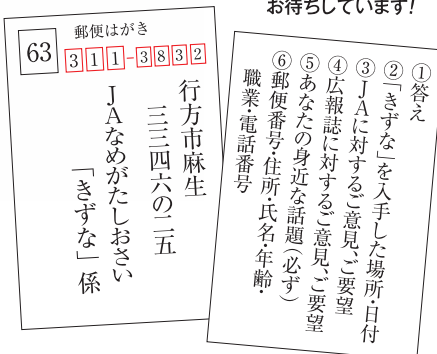 お待ちしています!
郵便はがき
63
311-3832
行方市麻生
三三四六の二五
JAなめがたしおさい
「きずな」係
①答え
②「きずな」を入手した場所・日付
③JAに対するご意見、ご要望
④広報誌に対するご意見、ご要望
⑤あなたの身近な話題(必ず)
⑥郵便番号・住所・氏名・年齢・
職業・電話番号